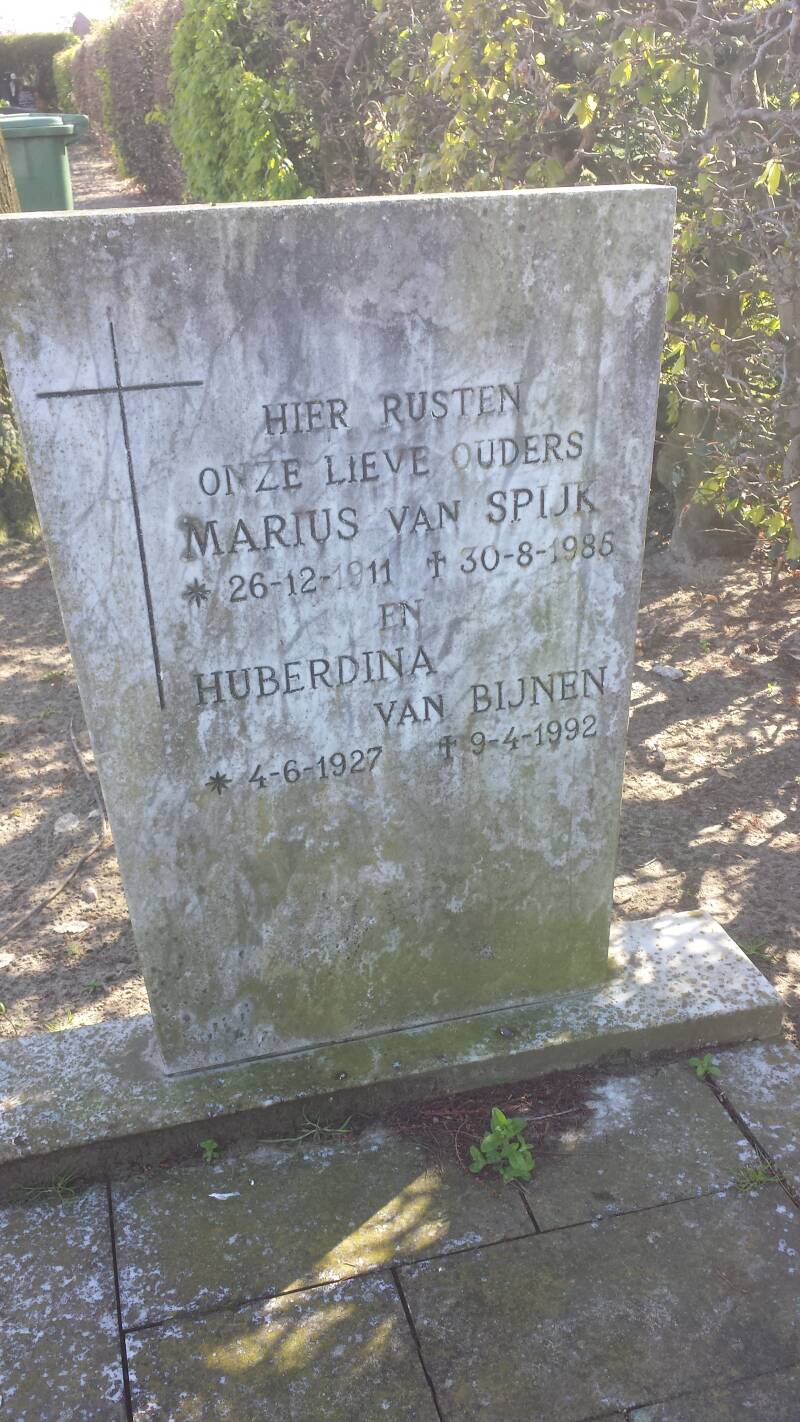 HIER RUSTEN
ONZE LIEVE OUDERS
MARIUS VAN SPIJK
* 26-12-1911 ✝ 30-8-1985
EN
HUBERDINA
VAN BIJNEN
* 4-6-1927 ✝ 9-4-1992